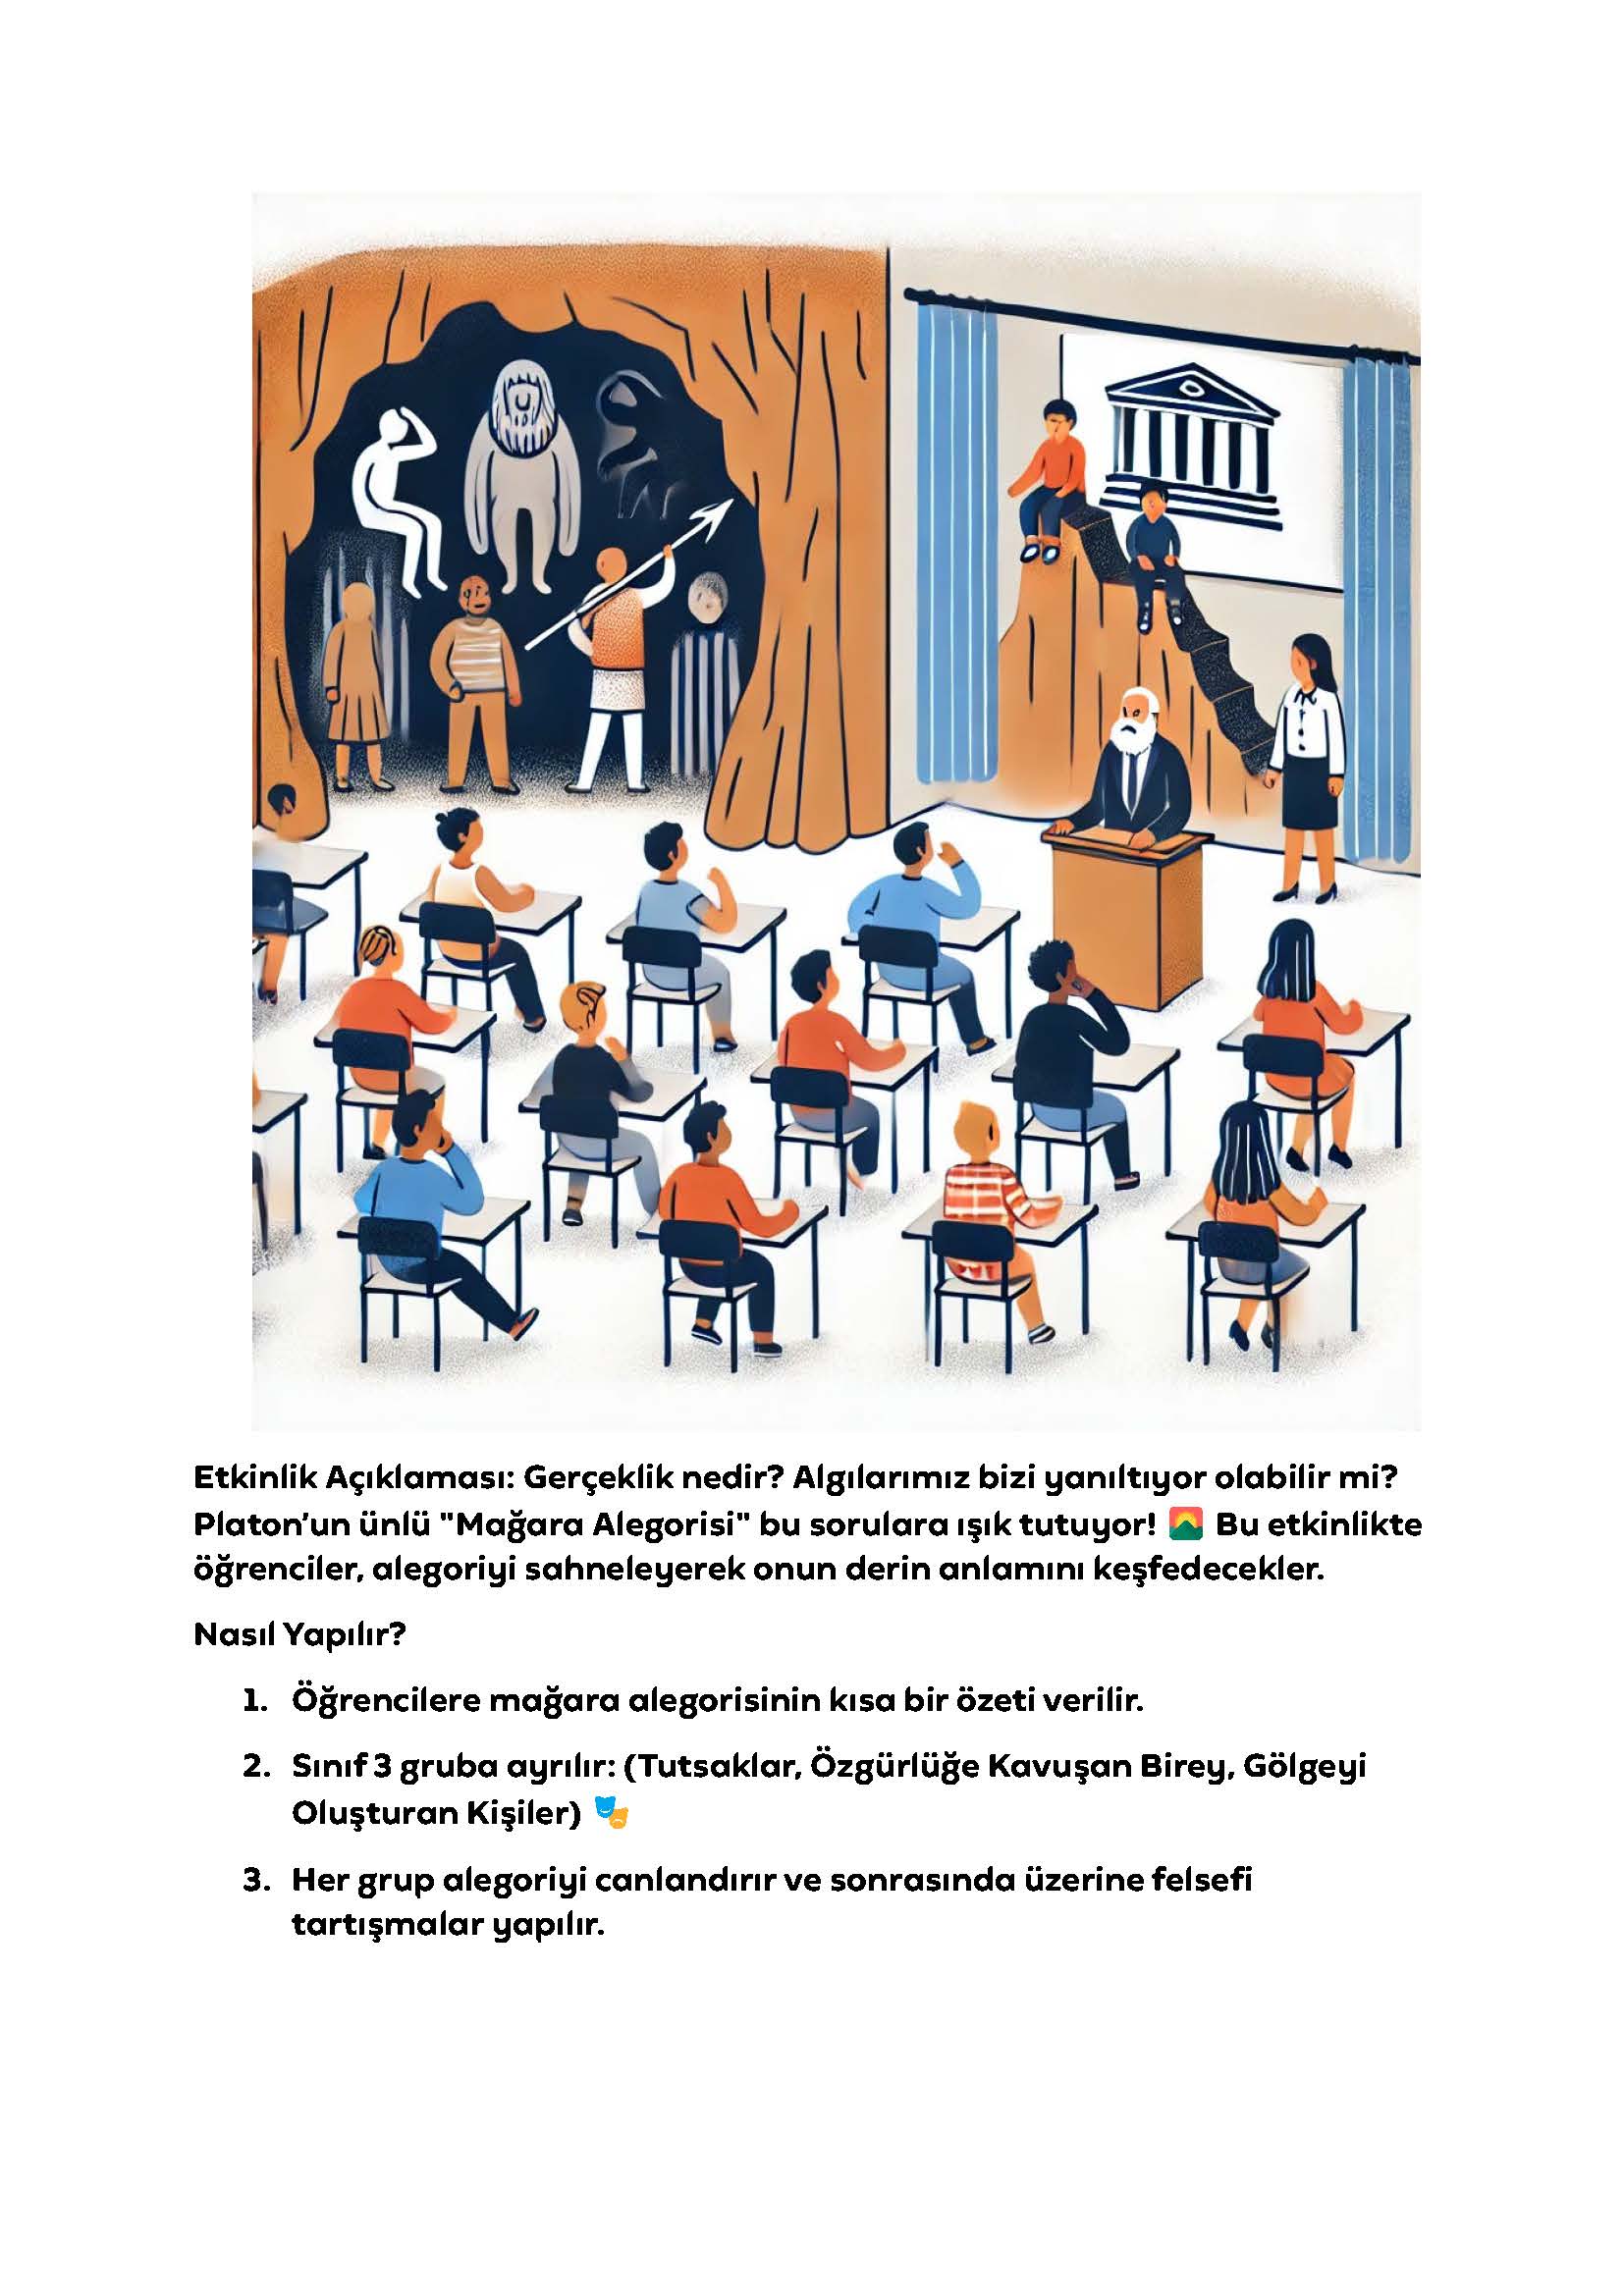 Etkinlik Açıklaması: Gerçeklik nedir? Algılarımız bizi yanıltıyor olabilir mi?
Platon'un ünlü "Mağara Alegorisi" bu sorulara ışık tutuyor! 🌄 Bu etkinlikte
öğrenciler, alegoriyi sahneleyerek onun derin anlamını keşfedecekler.
Nasıl Yapılır?
1. Öğrencilere mağara alegorisinin kısa bir özeti verilir.
2. Sınıf 3 gruba ayrılır: (Tutsaklar, Özgürlüğe Kavuşan Birey, Gölgeyi
Oluşturan Kişiler) 🎭
3. Her grup alegoriyi canlandırır ve sonrasında üzerine felsefi
tartışmalar yapılır.